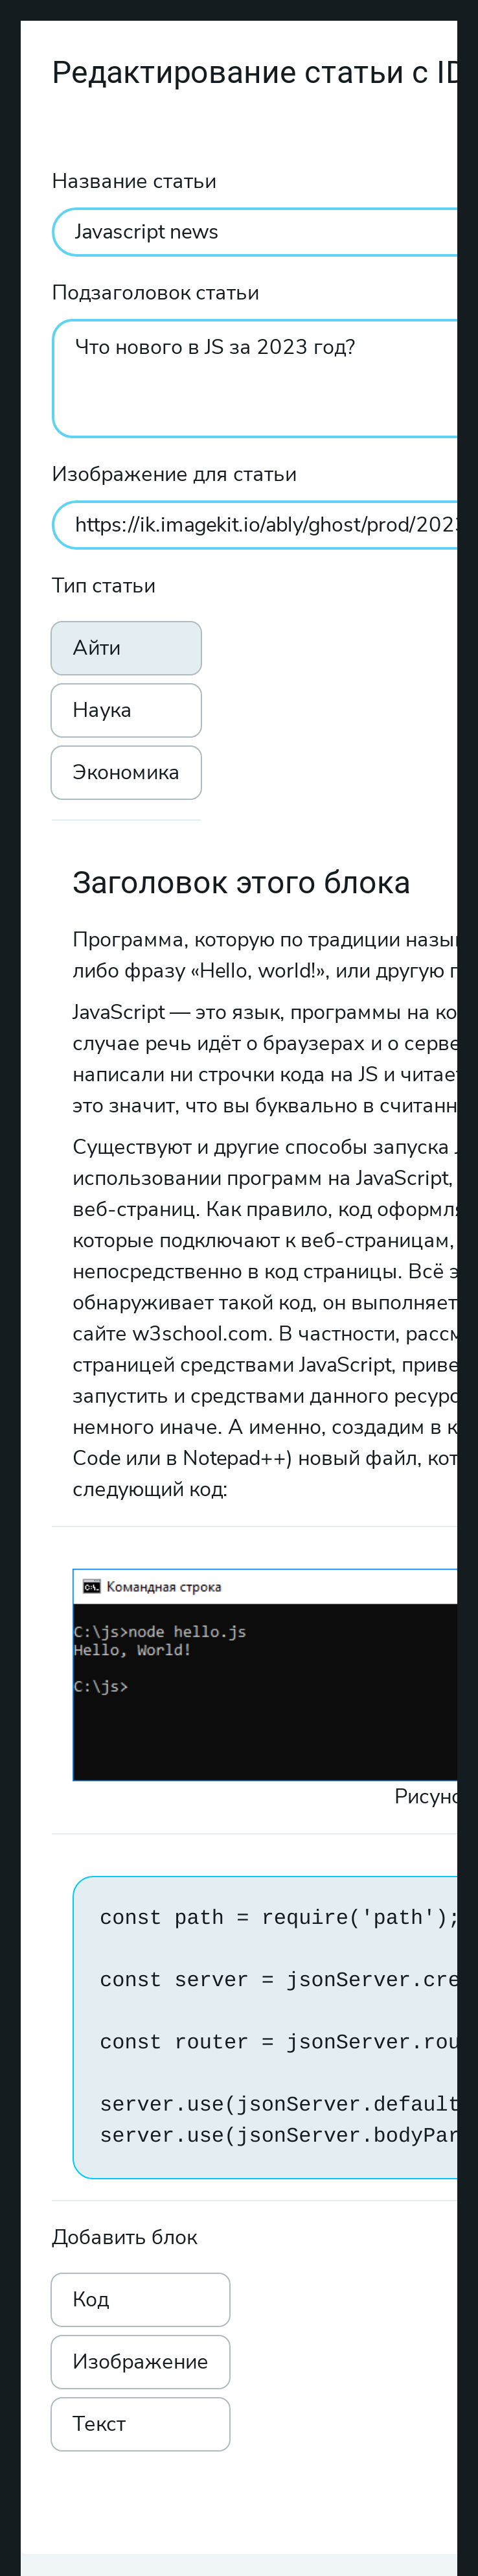 Редактирование статьи с ID
Название статьи
Javascript news
Подзаголовок статьи
Что нового в JS за 2023 год?
Изображение для статьи
https://ik.imagekit.io/ably/ghost/prod/2023
Тип статьи
Айти
Наука
Экономика
Заголовок этого блока
Программа, которую по традиции назы
либо фразу «Hello, world!», или другую
JavaScript — это язык, программы на ко
случае речь идёт о браузерах и о серве
написали ни строчки кода на JS и читает
это значит, что вы буквально в считанн
Существуют и другие способы запуска
использовании программ на JavaScript,
веб-страниц. Как правило, код оформля
которые подключают к веб-страницам,
непосредственно в код страницы. Всё э
обнаруживает такой код, он выполняет
сайте w3school.com. В частности, рассм
страницей средствами JavaScript, приве
запустить и средствами данного ресурс
немного иначе. А именно, создадим в к
Code или в Notepad++) новый файл, кот
следующий код:
Командная строка
C:\js>node hello.js
Hello, World!
C:\js>
Рисуно
const path = require('path');
const server = jsonServer.cre
const router = jsonServer.rou
server.use(jsonServer.default
server.use(jsonServer.bodyPar
Добавить блок
Код
Изображение
Текст